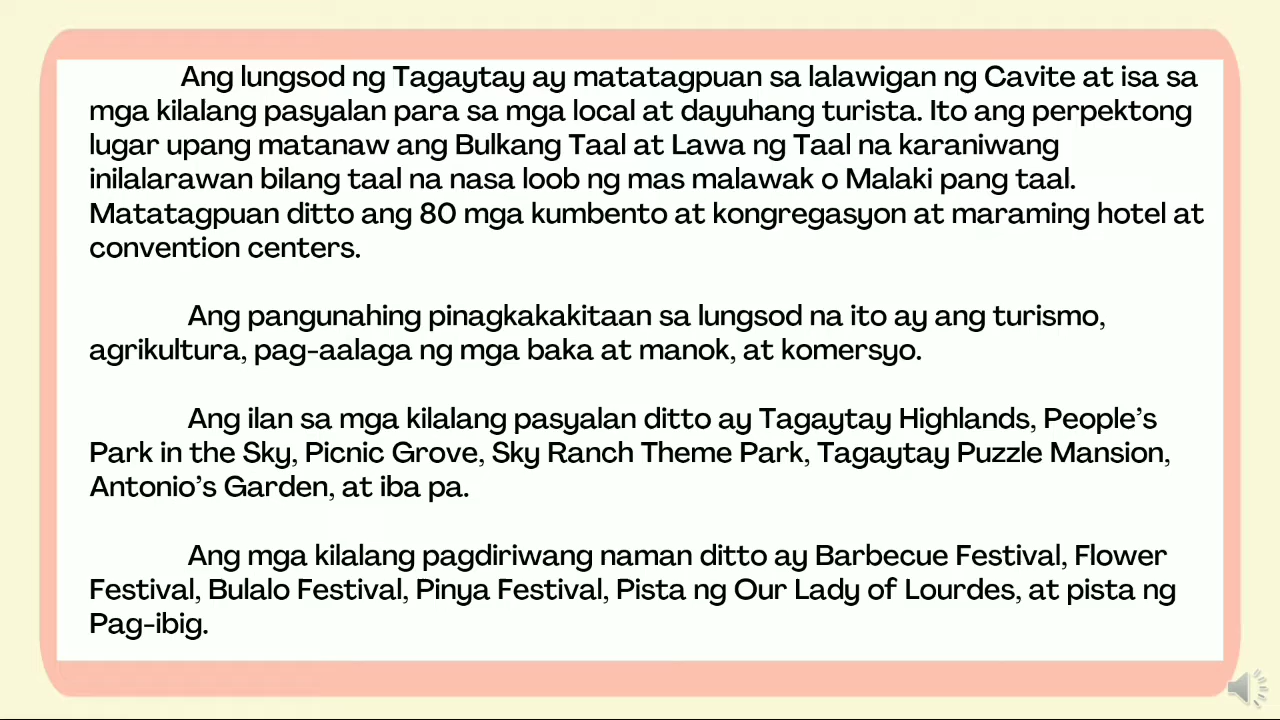 Ang lungsod ng Tagaytay ay matatagpuan sa lalawigan ng Cavite at isa sa
mga kilalang pasyalan para sa mga local at dayuhang turista. Ito ang perpektong
lugar upang matanaw ang Bulkang Taal at Lawa ng Taal na karaniwang
inilalarawan bilang taal na nasa loob ng mas malawak o Malaki pang taal.
Matatagpuan ditto ang 80 mga kumbento at kongregasyon at maraming hotel at
convention centers.
Ang pangunahing pinagkakakitaan sa lungsod na ito ay ang turismo,
agrikultura, pag-aalaga ng mga baka at manok, at komersyo.
Ang ilan sa mga kilalang pasyalan ditto ay Tagaytay Highlands, People’s
Park in the Sky, Picnic Grove, Sky Ranch Theme Park, Tagaytay Puzzle Mansion,
Antonio’s Garden, at iba pa.
Ang mga kilalang pagdiriwang naman ditto ay Barbecue Festival, Flower
Festival, Bulalo Festival, Pinya Festival, Pista ng Our Lady of Lourdes, at pista ng
Pag-ibig.